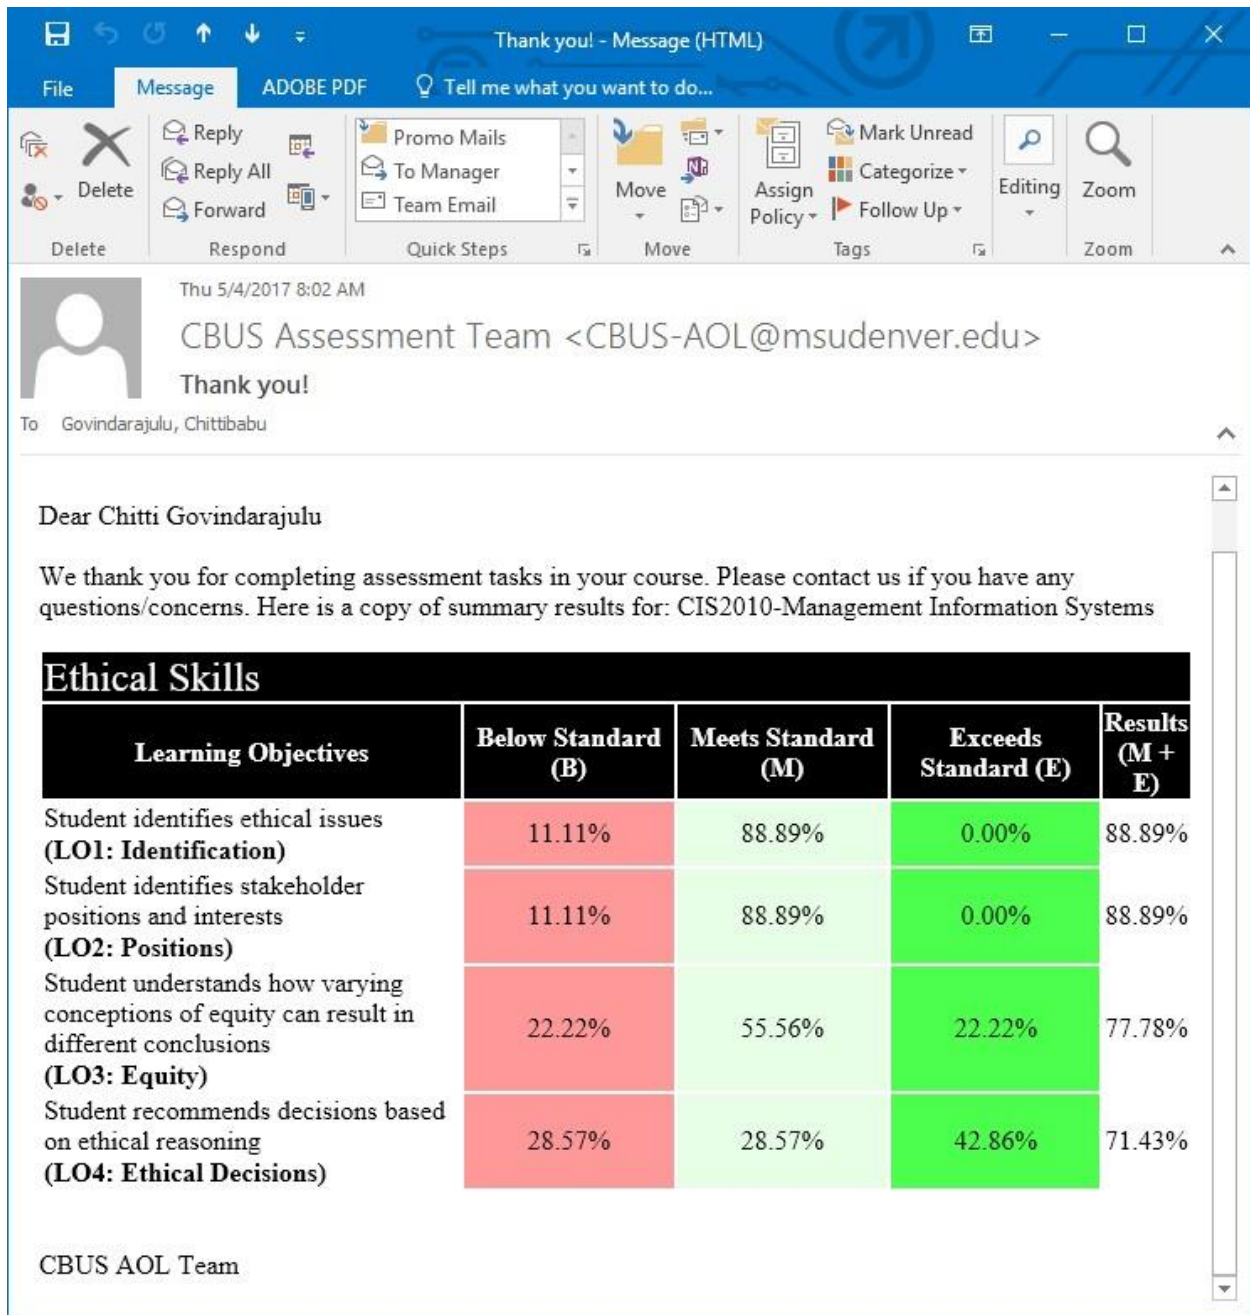 Thank you! - Message (HTML)
File Message ADOBE PDF Tell me what you want to do...
Delete
Reply
Reply All
Forward
Promo Mails
To Manager
Team Email
Move
Assign
Policy
Mark Unread
Categorize
Follow Up
Editing
Zoom
Delete Respond Quick Steps Move Tags Zoom
Thu 5/4/2017 8:02 AM
CBUS Assessment Team <CBUS-AOL@msudenver.edu>
Thank you!
To Govindarajulu, Chittibabu
Dear Chitti Govindarajulu
We thank you for completing assessment tasks in your course. Please contact us if you have any
questions/concerns. Here is a copy of summary results for: CIS2010-Management Information Systems
Ethical Skills
Learning Objectives
Below Standard
(B)
Meets Standard
(M)
Exceeds
Standard (E)
Results
(M +
E)
Student identifies ethical issues
(LO1: Identification)
11.11% 88.89% 0.00% 88.89%
Student identifies stakeholder
positions and interests
(LO2: Positions)
11.11% 88.89% 0.00% 88.89%
Student understands how varying
conceptions of equity can result in
different conclusions
(LO3: Equity)
22.22% 55.56% 22.22% 77.78%
Student recommends decisions based
on ethical reasoning
(LO4: Ethical Decisions)
28.57% 28.57% 42.86% 71.43%
CBUS AOL Team